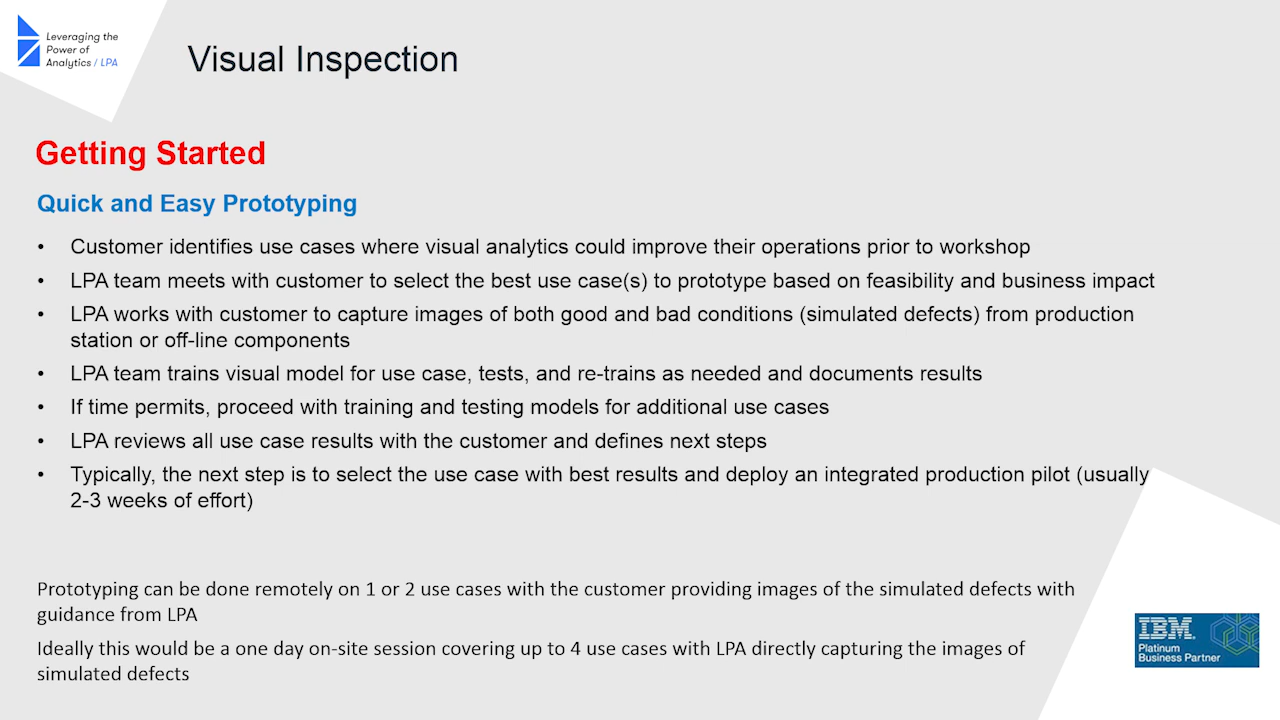 Leveraging the
Power of
Analytics / LPA
Visual Inspection
Getting Started
Quick and Easy Prototyping
• Customer identifies use cases where visual analytics could improve their operations prior to workshop
• LPA team meets with customer to select the best use case(s) to prototype based on feasibility and business impact
• LPA works with customer to capture images of both good and bad conditions (simulated defects) from production
station or off-line components
• LPA team trains visual model for use case, tests, and re-trains as needed and documents results
• If time permits, proceed with training and testing models for additional use cases
• LPA reviews all use case results with the customer and defines next steps
• Typically, the next step is to select the use case with best results and deploy an integrated production pilot (usually
2-3 weeks of effort)
Prototyping can be done remotely on 1 or 2 use cases with the customer providing images of the simulated defects with
guidance from LPA
Ideally this would be a one day on-site session covering up to 4 use cases with LPA directly capturing the images of
simulated defects
IBM.
Platinum
Business Partner